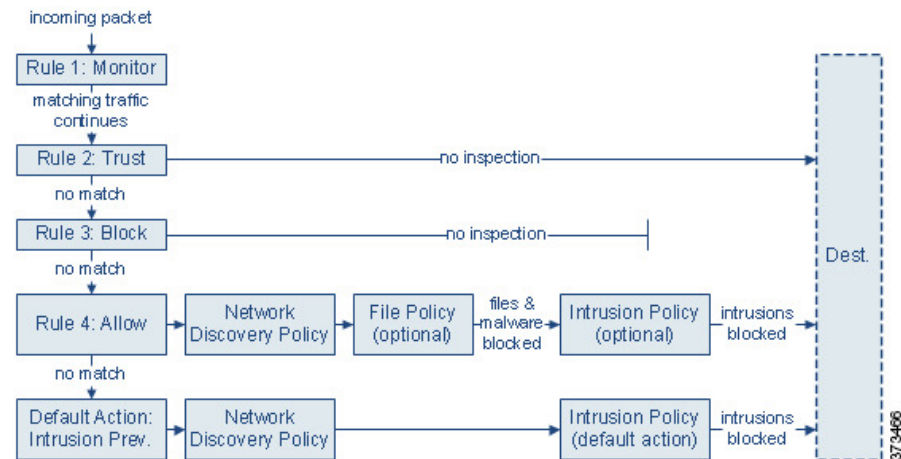 incoming packet
Rule 1: Monitor
matching traffic
continues
Rule 2: Trust
no inspection
no match
Rule 3: Block
no inspection
no match
Rule 4: Allow
Network
Discovery Policy
File Policy
(optional)
files &
malware
blocked
Intrusion Policy
(optional)
intrusions
blocked
Dest.
no match
Default Action:
Intrusion Prev.
Network
Discovery Policy
Intrusion Policy
(default action)
intrusions
blocked
373466